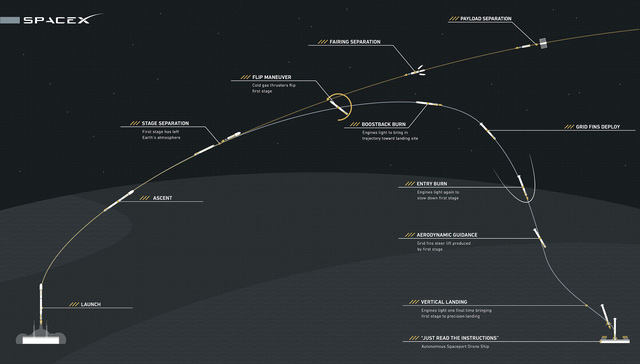 SPACEX
PAYLOAD SEPARATION
FAIRING SEPARATION
FLIP MANEUVER
Cold gas thrusters flip
first stage
STAGE SEPARATION
First stage has left
Earth's atmosphere
BOOSTBACK BURN
Engines light to bring in
trajectory toward landing site
GRID FINS DEPLOY
ASCENT
ENTRY BURN
Engines light again to
slow down first stage
AERODYNAMIC GUIDANCE
Grid fins steer lift produced
by first stage
LAUNCH
VERTICAL LANDING
Engines light one final time bringing
first stage to precision landing
"JUST READ THE INSTRUCTIONS"
Autonomous Spaceport Drone Ship